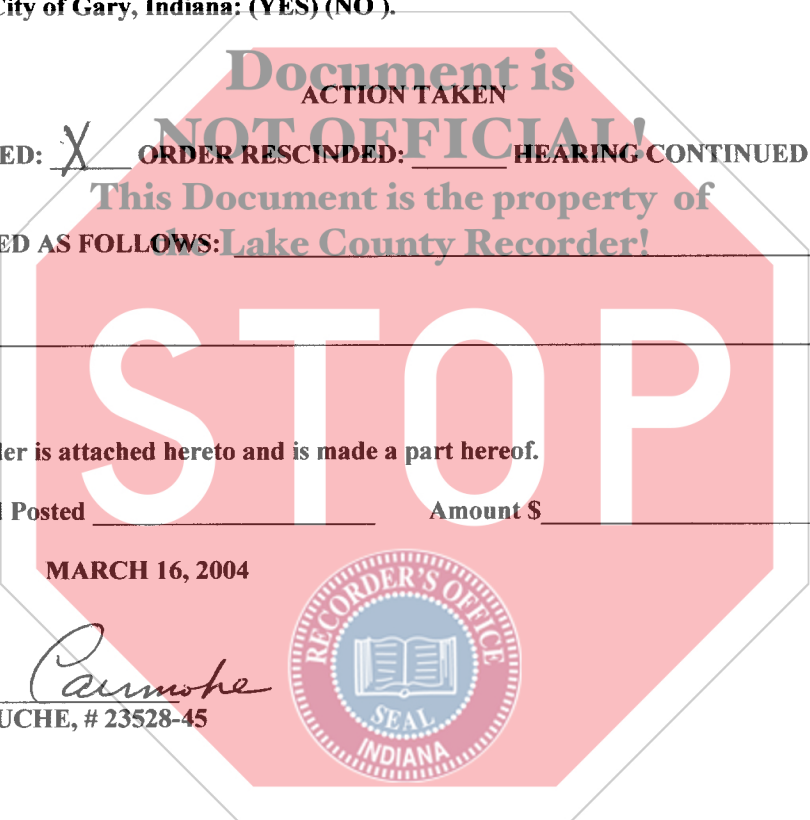 City of Gary, Indiana: (YES) (NO ).
Document is
ACTION TAKEN
NOT OFFICIAL!
ED: X ORDER RESCINDED: HEARING CONTINUED
This Document is the property of
ED AS FOLLOWS:
the Lake County Recorder!
STOP
der is attached hereto and is made a part hereof.
d Posted Amount $
MARCH 16, 2004
RECORDER'S OFFICE
SEAL
INDIANA
UCHE, # 23528-45